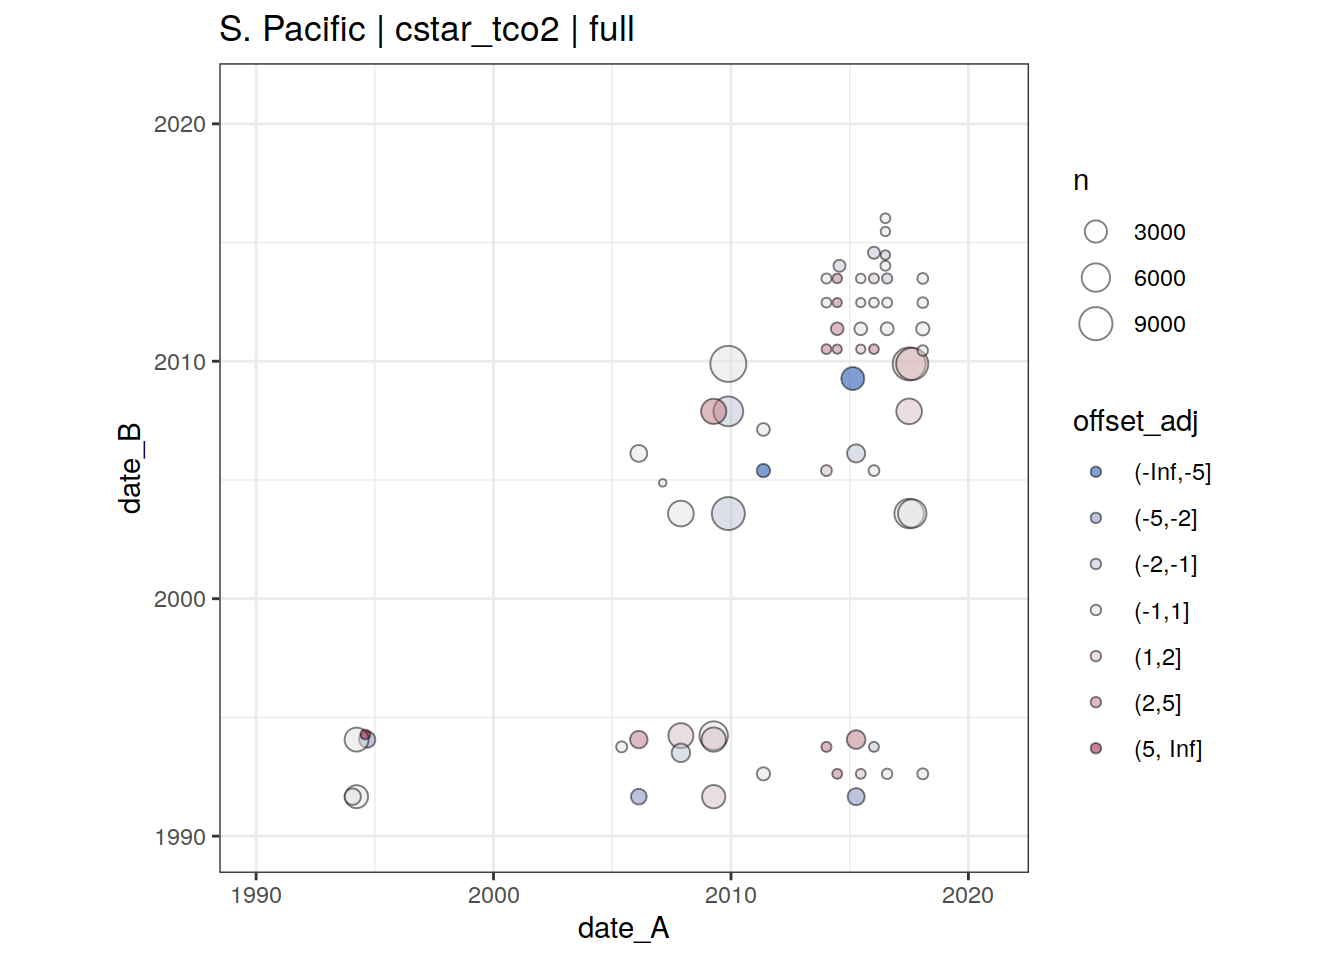 S. Pacific | cstar_tco2 | full
2020
2010
2000
1990
date_B
1990
2000
2010
2020
date_A
n
3000
6000
9000
offset_adj
(-Inf,-5]
(-5,-2]
(-2,-1]
(-1,1]
(1,2]
(2,5]
(5, Inf]